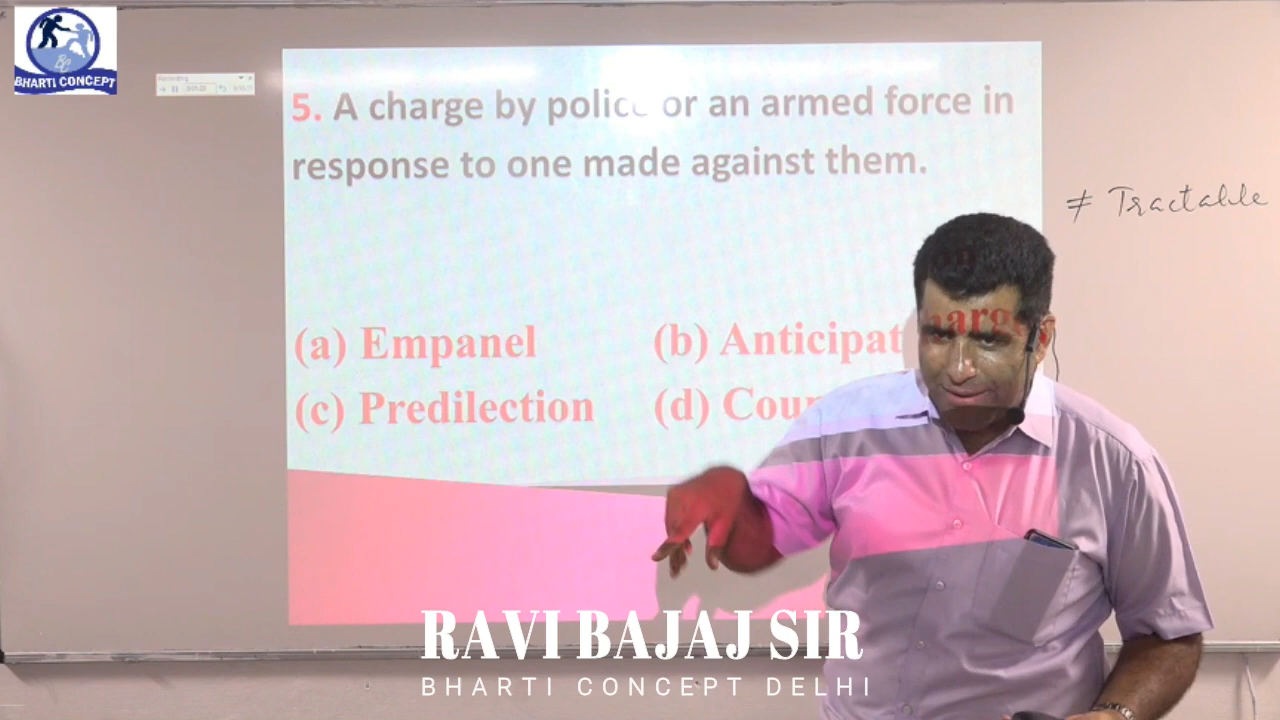 BHARTI CONCEPT
5. A charge by police or an armed force in
response to one made against them.
≠ Tractable
(a) Empanel (b) Anticipat
(c) Predilection (d) Coun
RAVI BAJAJ SIR
BHARTI CONCEPT DELHI